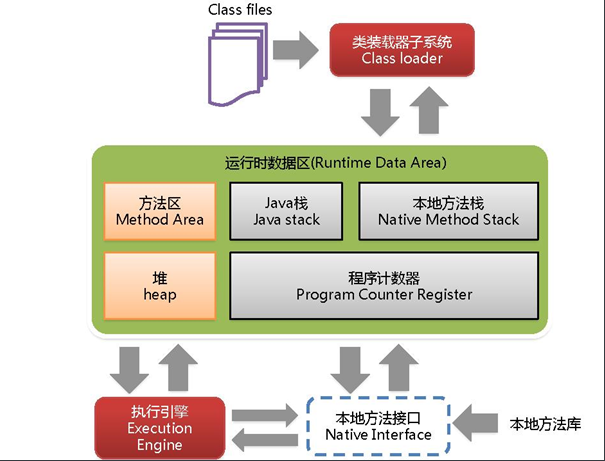 Class files
类装载器子系统
Class loader
运行时数据区(Runtime Data Area)
方法区
Method Area
Java栈
Java stack
本地方法栈
Native Method Stack
堆
heap
程序计数器
Program Counter Register
执行引擎
Execution
Engine
本地方法接口
Native Interface
本地方法库